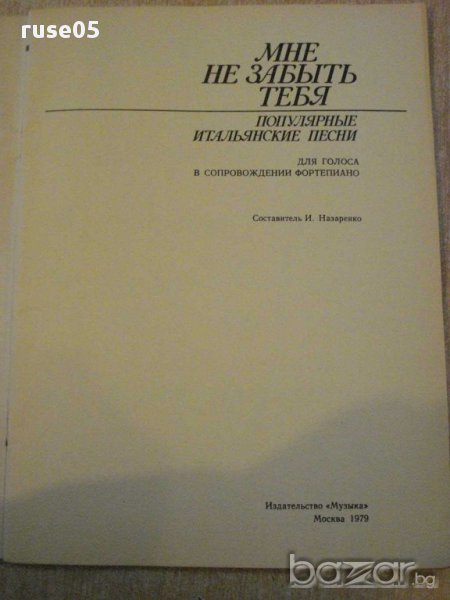 ruse05
МНЕ
НЕ ЗАБЫТЬ
ТЕБЯ
ПОПУЛЯРНЫЕ
ИТАЛЬЯНСКИЕ ПЕСНИ
ДЛЯ ГОЛОСА
В СОПРОВОЖДЕНИИ ФОРТЕПИАНО
Составитель И. Назаренко
Издательство «Музыка»
Москва 1979
bazar.bg